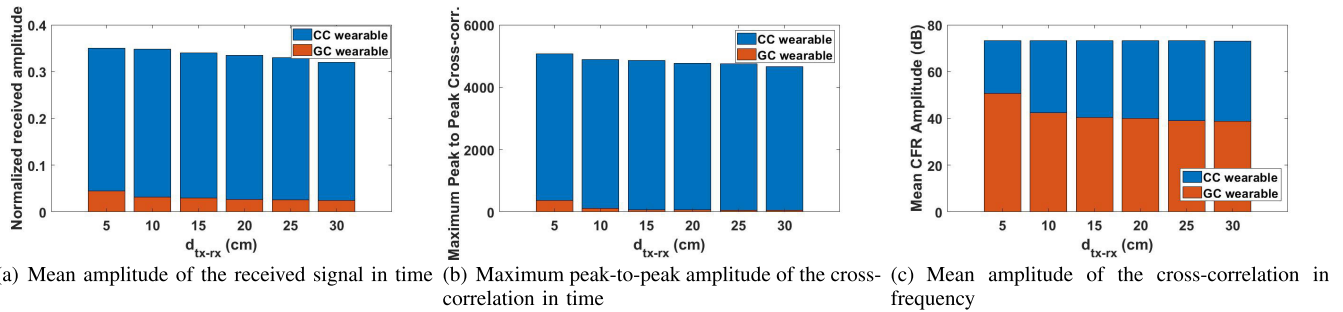 0.4
0.3
0.2
0.1
0
Normalized received amplitude
CC wearable
GC wearable
5 10 15 20 25 30
d_tx-rx (cm)
6000
4000
2000
0
Maximum Peak to Peak Cross-corr.
CC wearable
GC wearable
5 10 15 20 25 30
d_tx-rx (cm)
80
60
40
20
0
Mean CFR Amplitude (dB)
CC wearable
GC wearable
5 10 15 20 25 30
d_tx-rx (cm)
a) Mean amplitude of the received signal in time
(b) Maximum peak-to-peak amplitude of the cross-
correlation in time
(c) Mean amplitude of the cross-correlation in
frequency